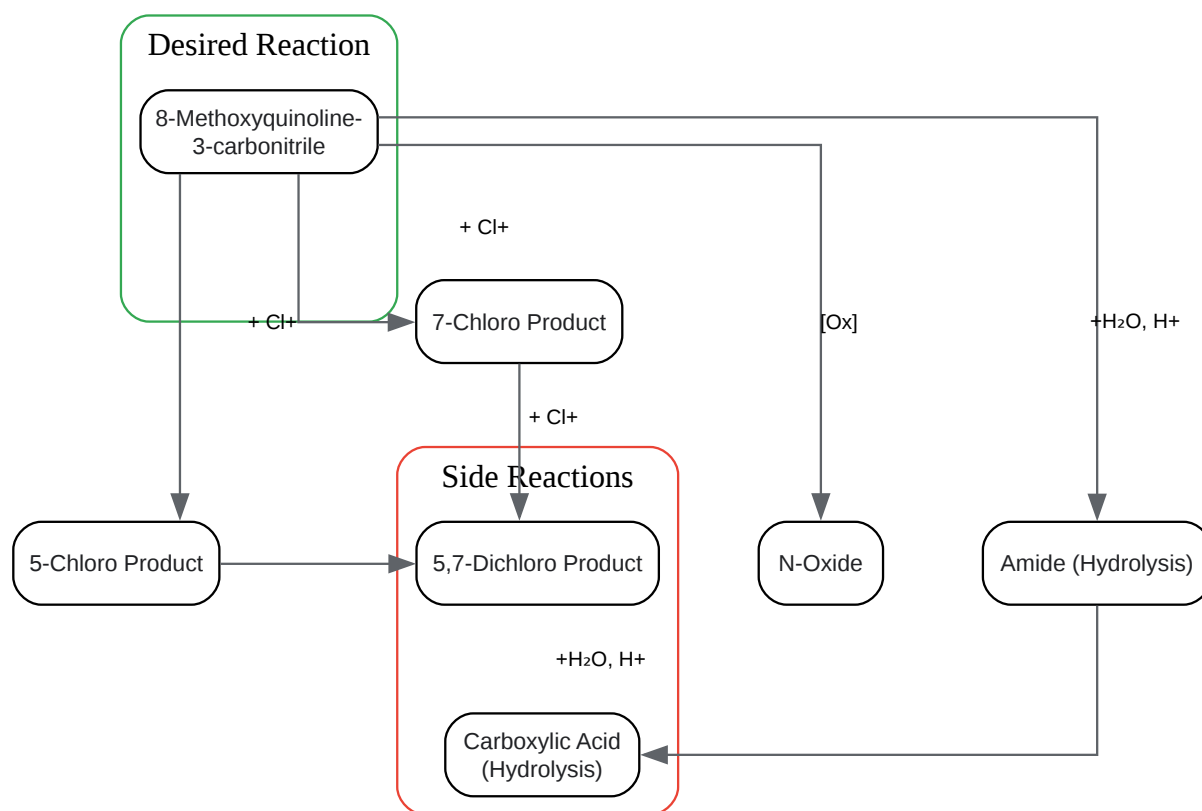 Desired Reaction
8-Methoxyquinoline-
3-carbonitrile
+ Cl+
+ Cl+
7-Chloro Product
[Ox]
+H₂O, H+
+ Cl+
Side Reactions
5-Chloro Product
5,7-Dichloro Product
N-Oxide
Amide (Hydrolysis)
+H₂O, H+
Carboxylic Acid
(Hydrolysis)